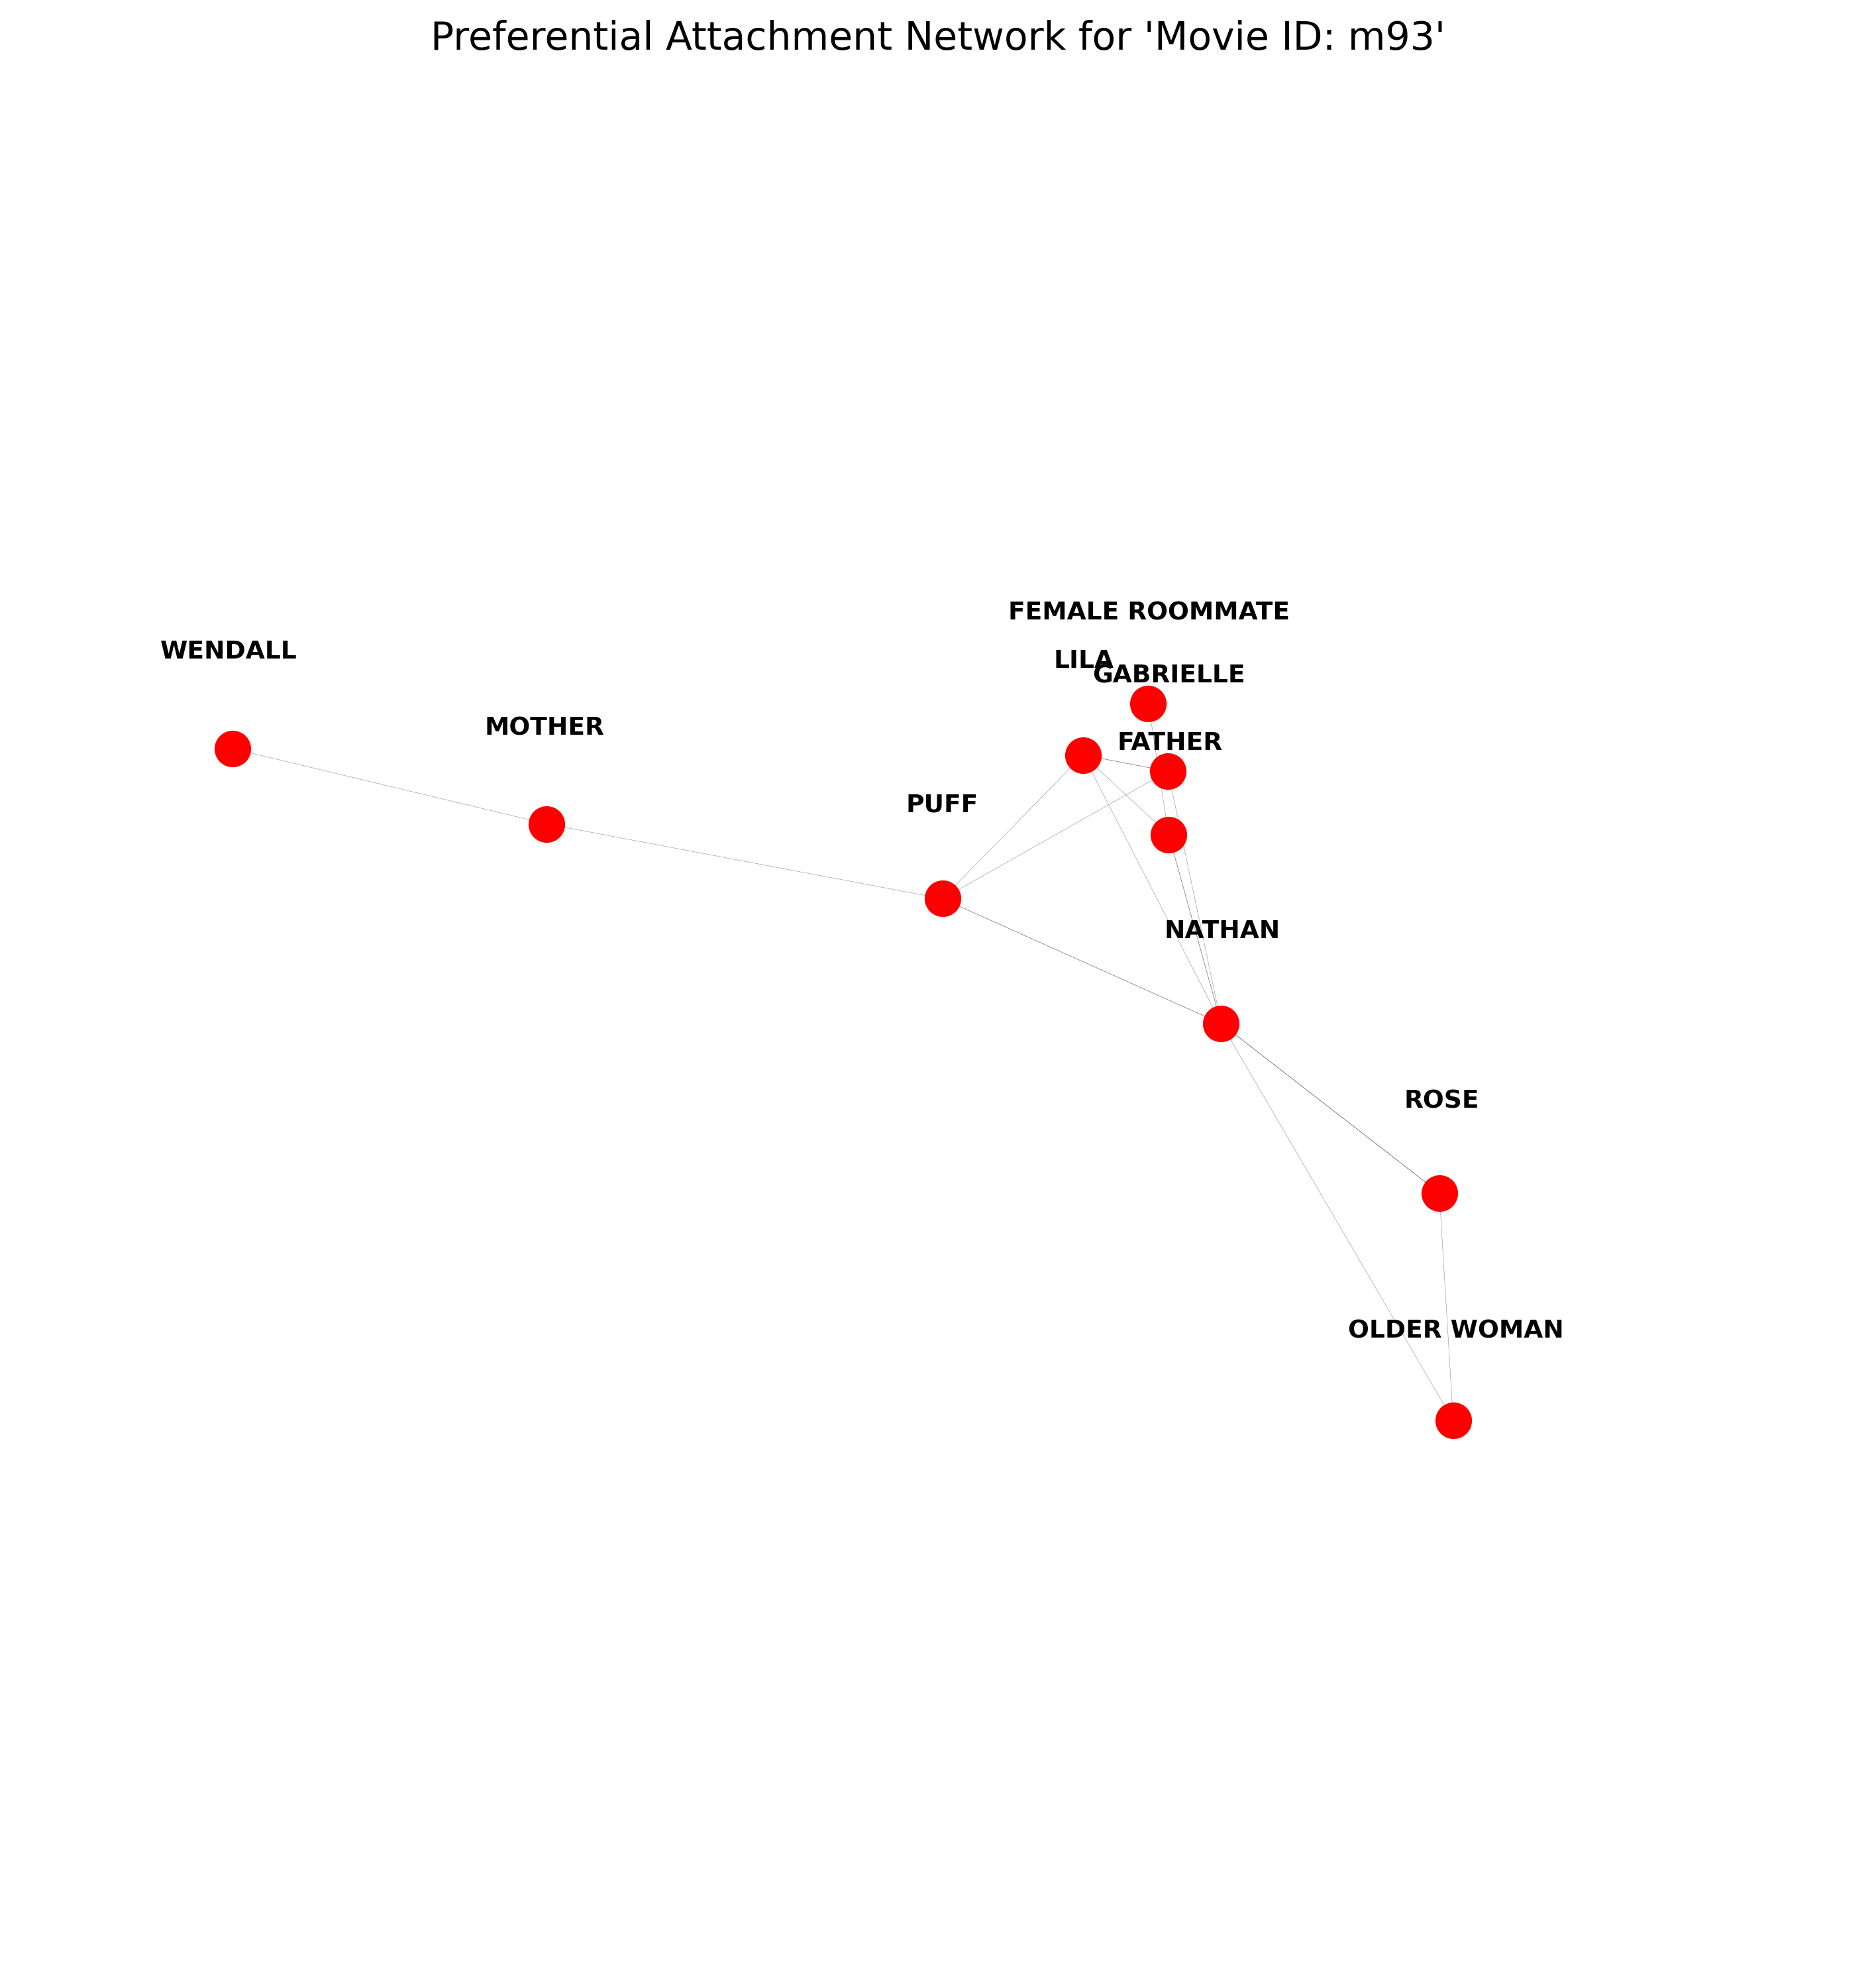 Preferential Attachment Network for 'Movie ID: m93'
FEMALE ROOMMATE
WENDALL
LILA
GABRIELLE
MOTHER
FATHER
PUFF
NATHAN
ROSE
OLDER WOMAN